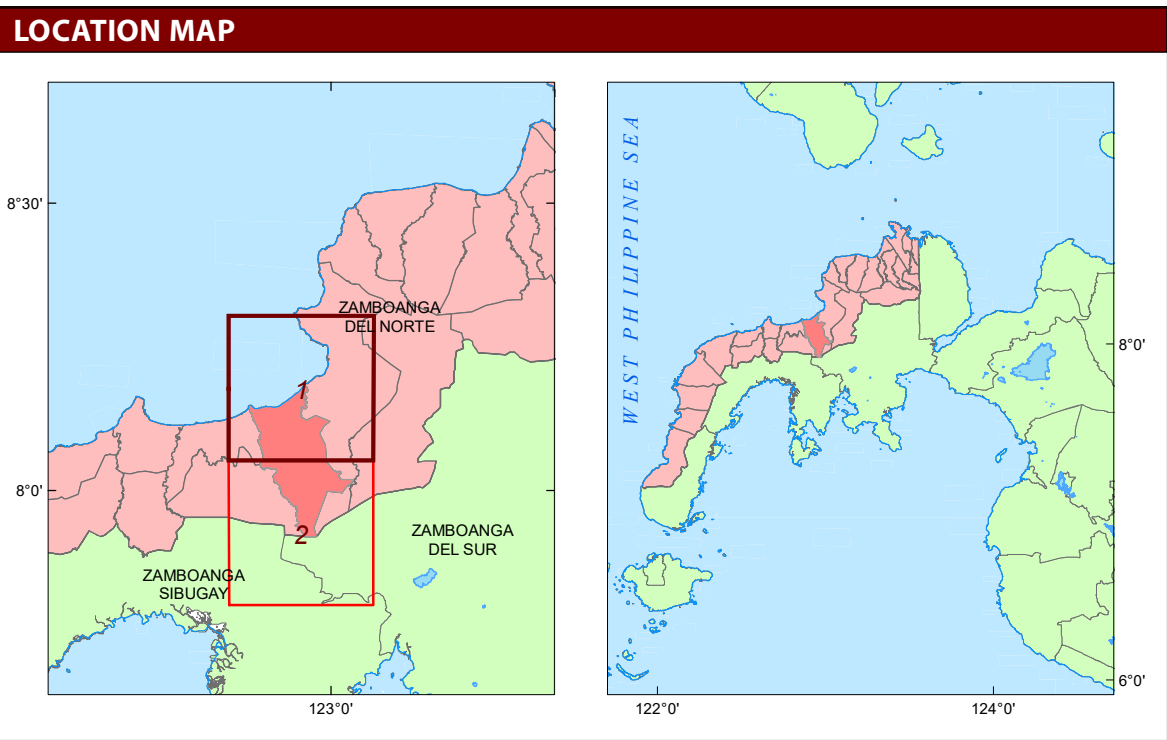 LOCATION MAP
8°30'
ZAMBOANGA
DEL NORTE
1
8°0'
2
ZAMBOANGA
DEL SUR
ZAMBOANGA
SIBUGAY
123°0'
WEST PHILIPPINE SEA
8°0'
6°0'
122°0'
124°0'